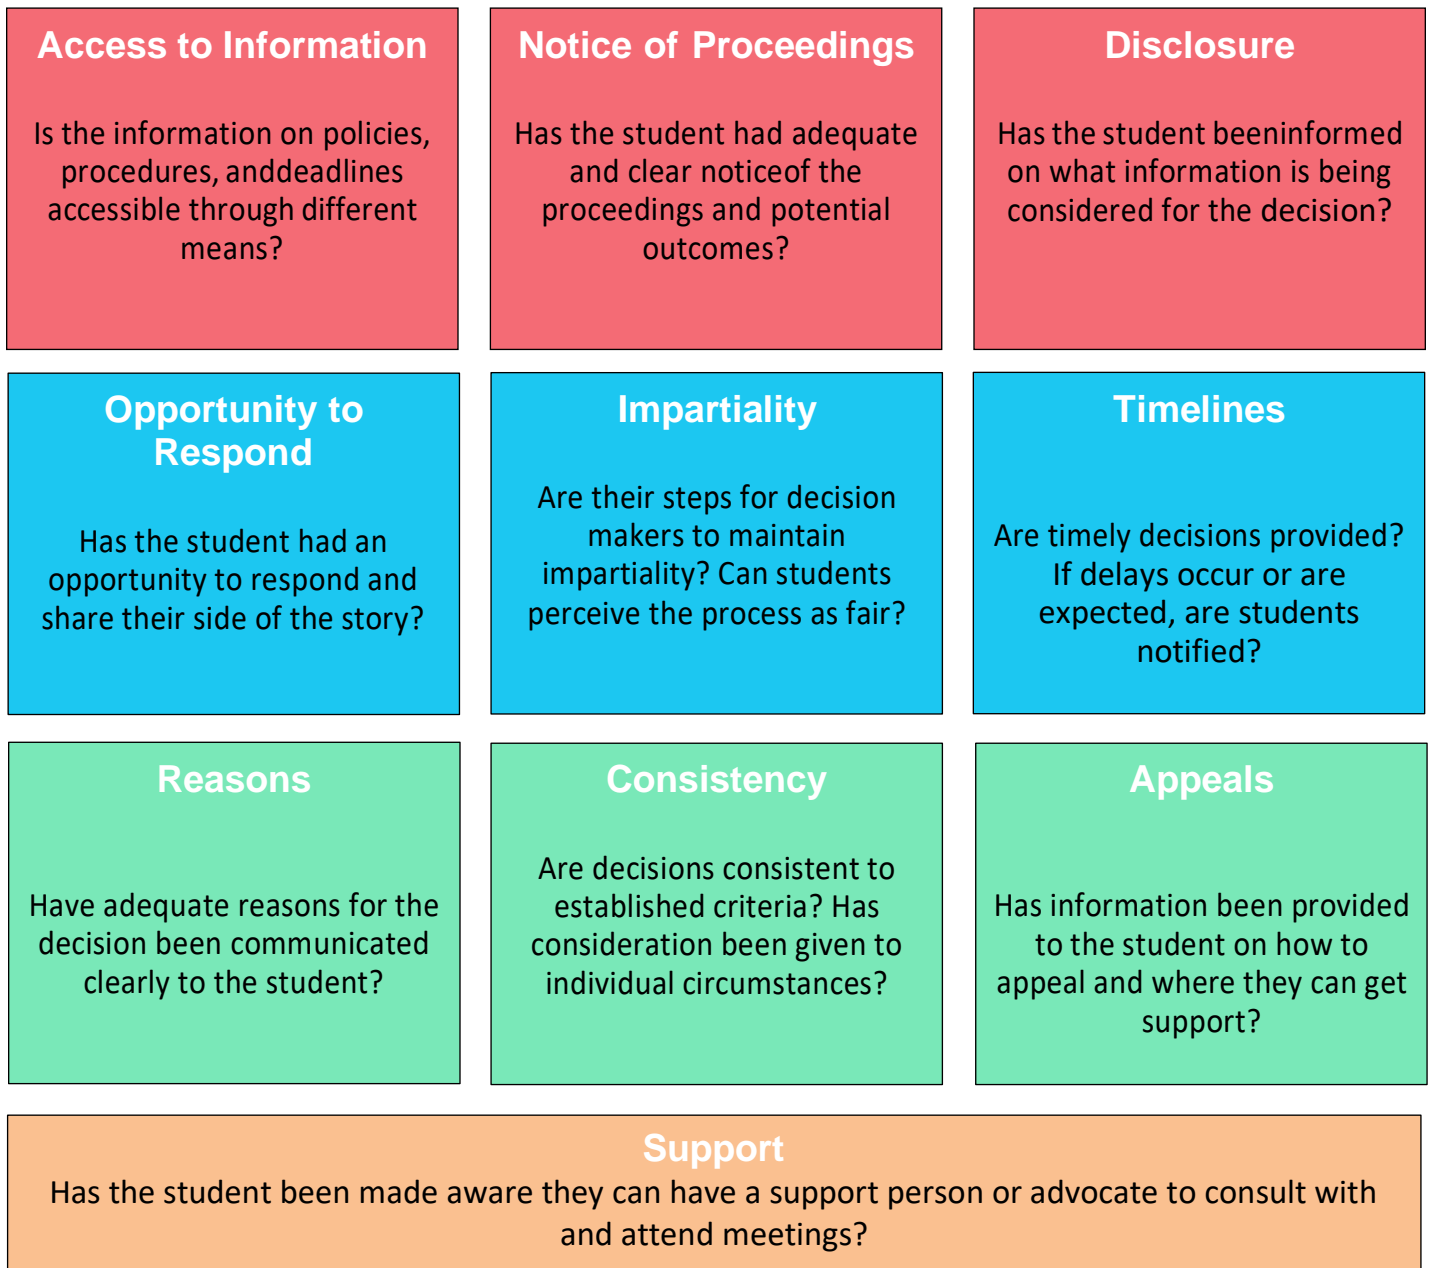 Access to Information
Is the information on policies,
procedures, anddeadlines
accessible through different
means?
Notice of Proceedings
Has the student had adequate
and clear noticeof the
proceedings and potential
outcomes?
Disclosure
Has the student beeninformed
on what information is being
considered for the decision?
Opportunity to
Respond
Has the student had an
opportunity to respond and
share their side of the story?
Impartiality
Are their steps for decision
makers to maintain
impartiality? Can students
perceive the process as fair?
Timelines
Are timely decisions provided?
If delays occur or are
expected, are students
notified?
Reasons
Have adequate reasons for the
decision been communicated
clearly to the student?
Consistency
Are decisions consistent to
established criteria? Has
consideration been given to
individual circumstances?
Appeals
Has information been provided
to the student on how to
appeal and where they can get
support?
Support
Has the student been made aware they can have a support person or advocate to consult with
and attend meetings?